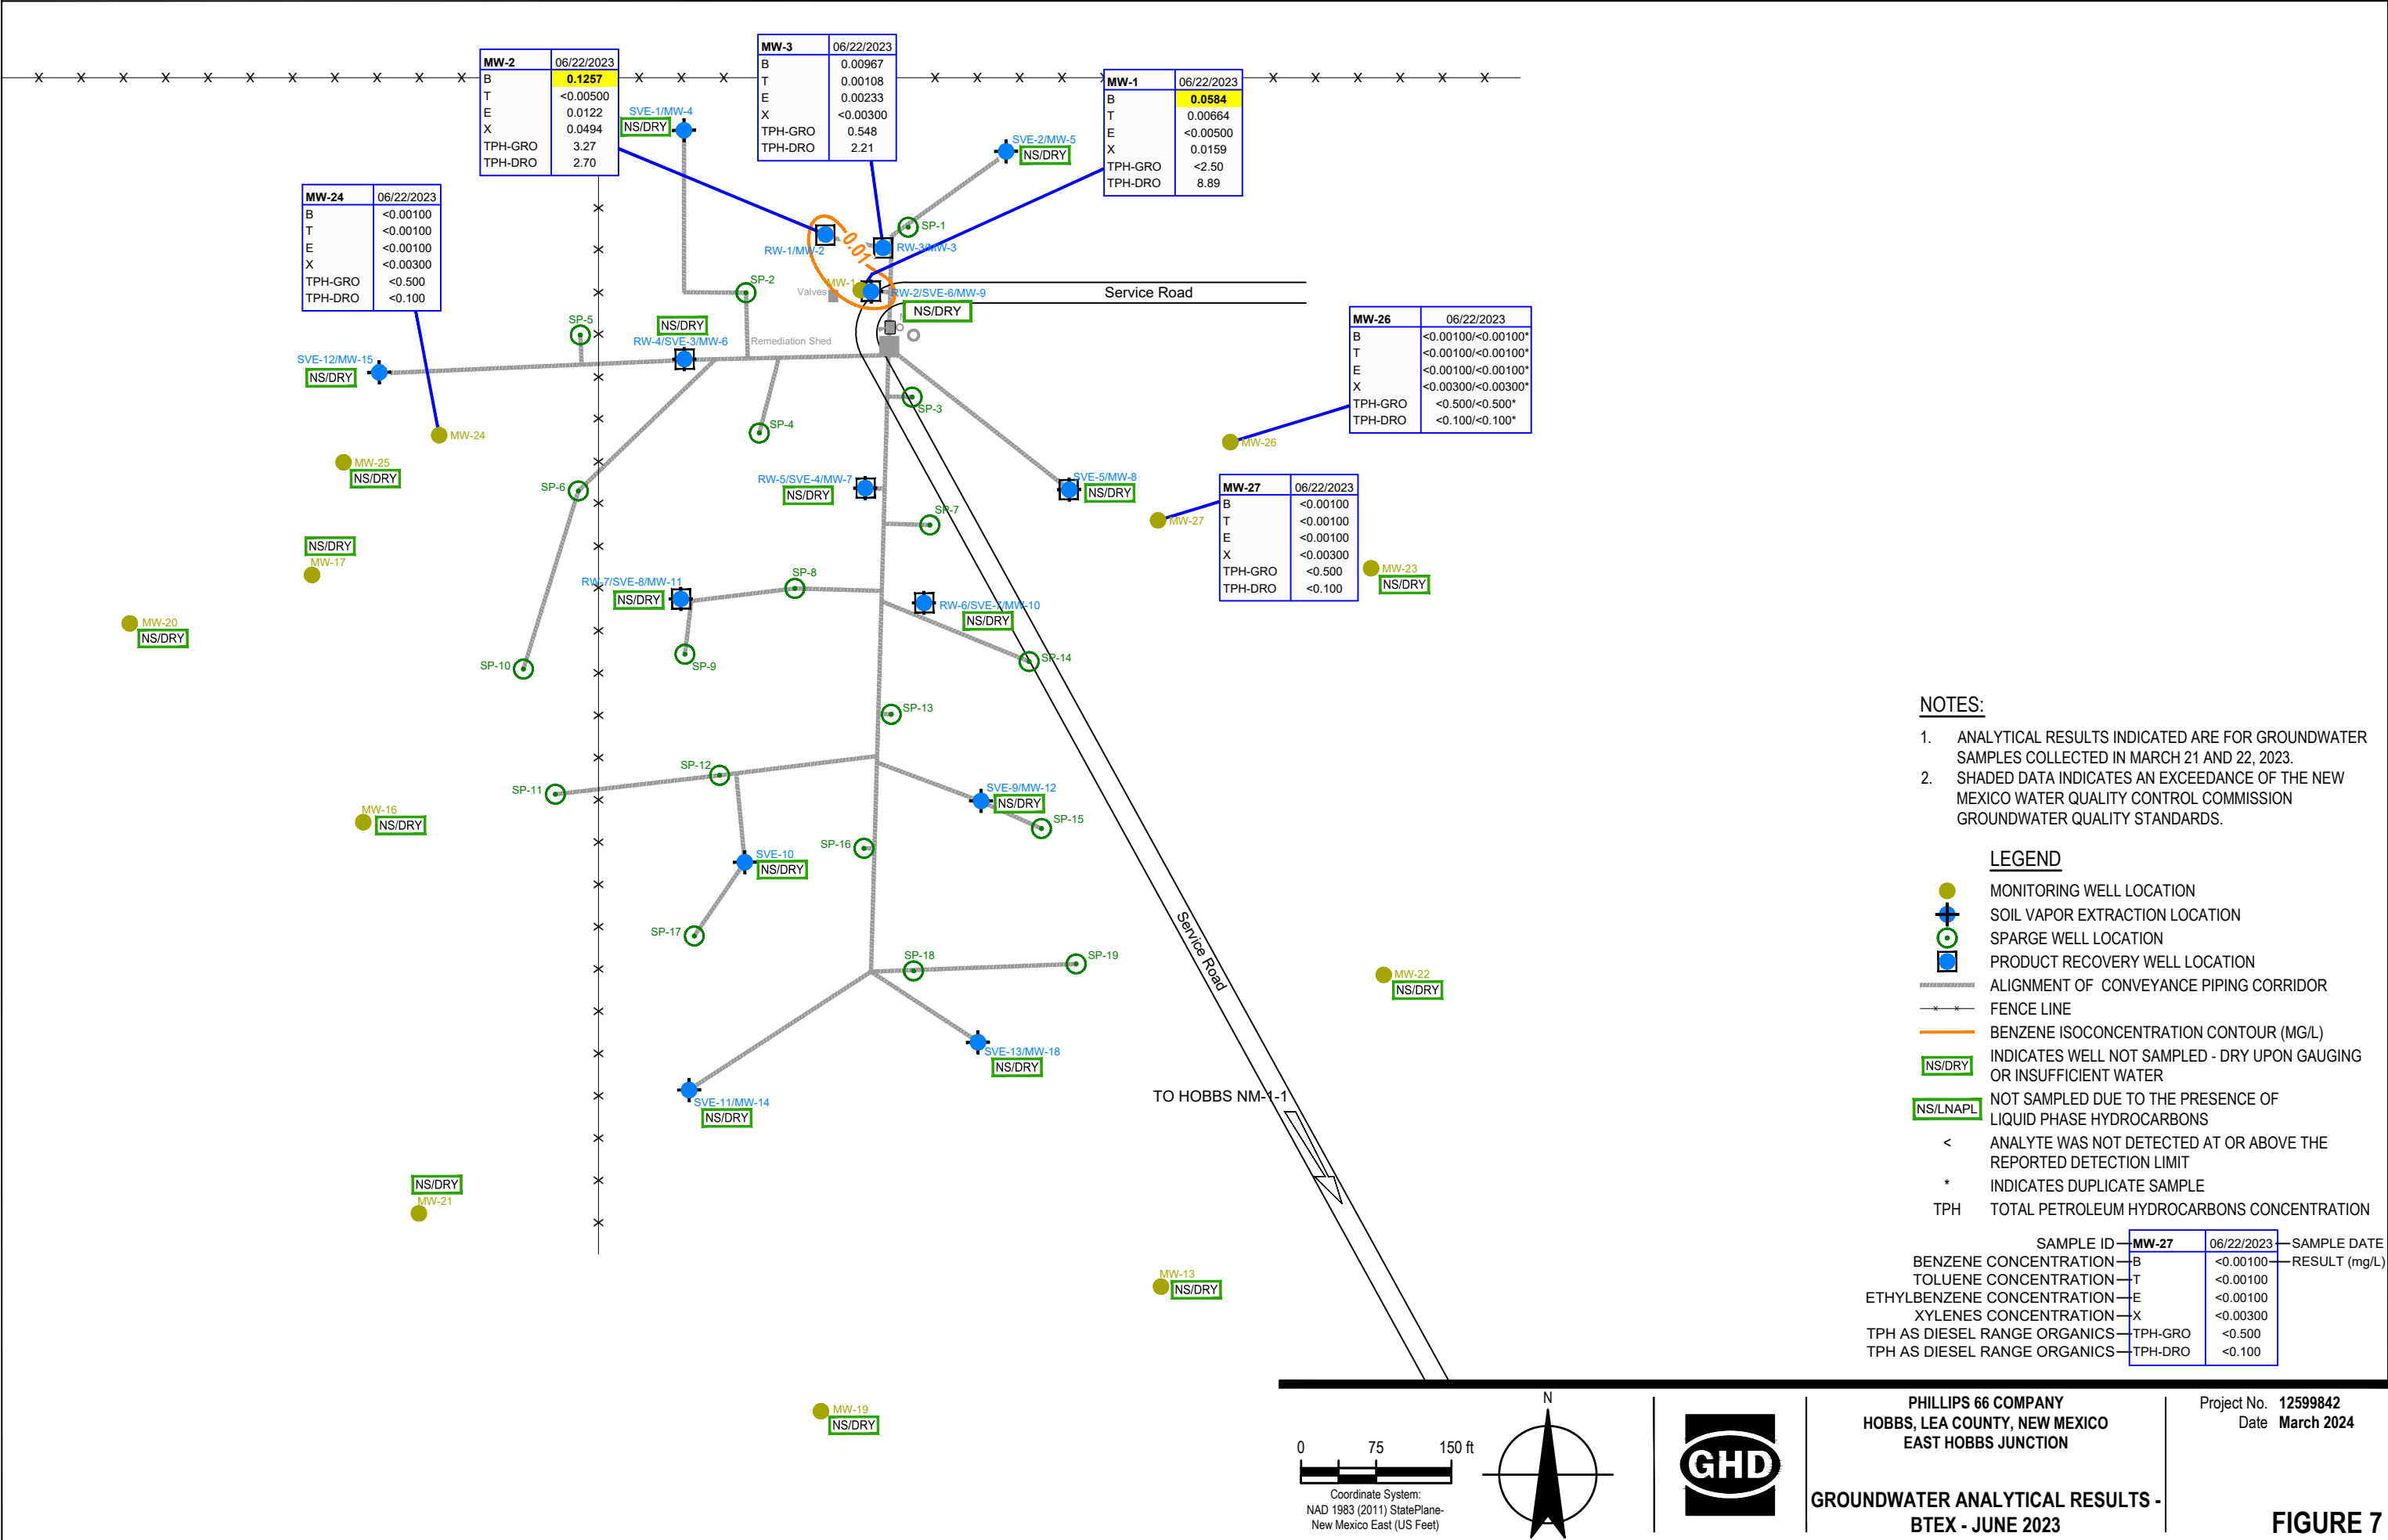 MW-2 06/22/2023
B 0.1257
T <0.00500
E 0.0122
X 0.0494
TPH-GRO 3.27
TPH-DRO 2.70
MW-3 06/22/2023
B 0.00967
T 0.00108
E 0.00233
X <0.00300
TPH-GRO 0.548
TPH-DRO 2.21
MW-1 06/22/2023
B 0.0584
T 0.00664
E <0.00500
X 0.0159
TPH-GRO <2.50
TPH-DRO 8.89
MW-24 06/22/2023
B <0.00100
T <0.00100
E <0.00100
X <0.00300
TPH-GRO <0.500
TPH-DRO <0.100
SVE-1/MW-4
NS/DRY
SVE-2/MW-5
NS/DRY
SP-1
RW-1/MW-2
0.01
RW-3/MW-3
SP-2
Valves
MW-1
RW-2/SVE-6/MW-9
NS/DRY
Service Road
MW-26 06/22/2023
B <0.00100/<0.00100*
T <0.00100/<0.00100*
E <0.00100/<0.00100*
X <0.00300/<0.00300*
TPH-GRO <0.500/<0.500*
TPH-DRO <0.100/<0.100*
SP-5
NS/DRY
RW-4/SVE-3/MW-6
Remediation Shed
SVE-12/MW-15
NS/DRY
SP-3
SP-4
MW-24
MW-26
MW-25
NS/DRY
SP-6
RW-5/SVE-4/MW-7
NS/DRY
SVE-5/MW-8
NS/DRY
MW-27 06/22/2023
B <0.00100
T <0.00100
E <0.00100
X <0.00300
TPH-GRO <0.500
TPH-DRO <0.100
SP-7
MW-27
NS/DRY
MW-17
MW-23
NS/DRY
SP-8
RW-7/SVE-8/MW-11
NS/DRY
RW-6/SVE-7/MW-10
NS/DRY
MW-20
NS/DRY
SP-10
SP-9
SP-14
SP-13
SP-12
SP-11
SVE-9/MW-12
NS/DRY
SP-15
MW-16
NS/DRY
SP-16
SVE-10
NS/DRY
SP-17
Service Road
SP-18
SP-19
MW-22
NS/DRY
SVE-13/MW-18
NS/DRY
SVE-11/MW-14
NS/DRY
TO HOBBS NM-1-1
NS/DRY
MW-21
MW-13
NS/DRY
MW-19
NS/DRY
NOTES:
1. ANALYTICAL RESULTS INDICATED ARE FOR GROUNDWATER
SAMPLES COLLECTED IN MARCH 21 AND 22, 2023.
2. SHADED DATA INDICATES AN EXCEEDANCE OF THE NEW
MEXICO WATER QUALITY CONTROL COMMISSION
GROUNDWATER QUALITY STANDARDS.
LEGEND
MONITORING WELL LOCATION
SOIL VAPOR EXTRACTION LOCATION
SPARGE WELL LOCATION
PRODUCT RECOVERY WELL LOCATION
ALIGNMENT OF CONVEYANCE PIPING CORRIDOR
FENCE LINE
BENZENE ISOCONCENTRATION CONTOUR (MG/L)
NS/DRY INDICATES WELL NOT SAMPLED - DRY UPON GAUGING
OR INSUFFICIENT WATER
NS/LNAPL NOT SAMPLED DUE TO THE PRESENCE OF
LIQUID PHASE HYDROCARBONS
< ANALYTE WAS NOT DETECTED AT OR ABOVE THE
REPORTED DETECTION LIMIT
* INDICATES DUPLICATE SAMPLE
TPH TOTAL PETROLEUM HYDROCARBONS CONCENTRATION
SAMPLE ID MW-27 06/22/2023 SAMPLE DATE
BENZENE CONCENTRATION B <0.00100 RESULT (mg/L)
TOLUENE CONCENTRATION T <0.00100
ETHYLBENZENE CONCENTRATION E <0.00100
XYLENES CONCENTRATION X <0.00300
TPH AS DIESEL RANGE ORGANICS TPH-GRO <0.500
TPH AS DIESEL RANGE ORGANICS TPH-DRO <0.100
0 75 150 ft
Coordinate System:
NAD 1983 (2011) StatePlane-
New Mexico East (US Feet)
N
GHD
PHILLIPS 66 COMPANY
HOBBS, LEA COUNTY, NEW MEXICO
EAST HOBBS JUNCTION
GROUNDWATER ANALYTICAL RESULTS -
BTEX - JUNE 2023
Project No. 12599842
Date March 2024
FIGURE 7